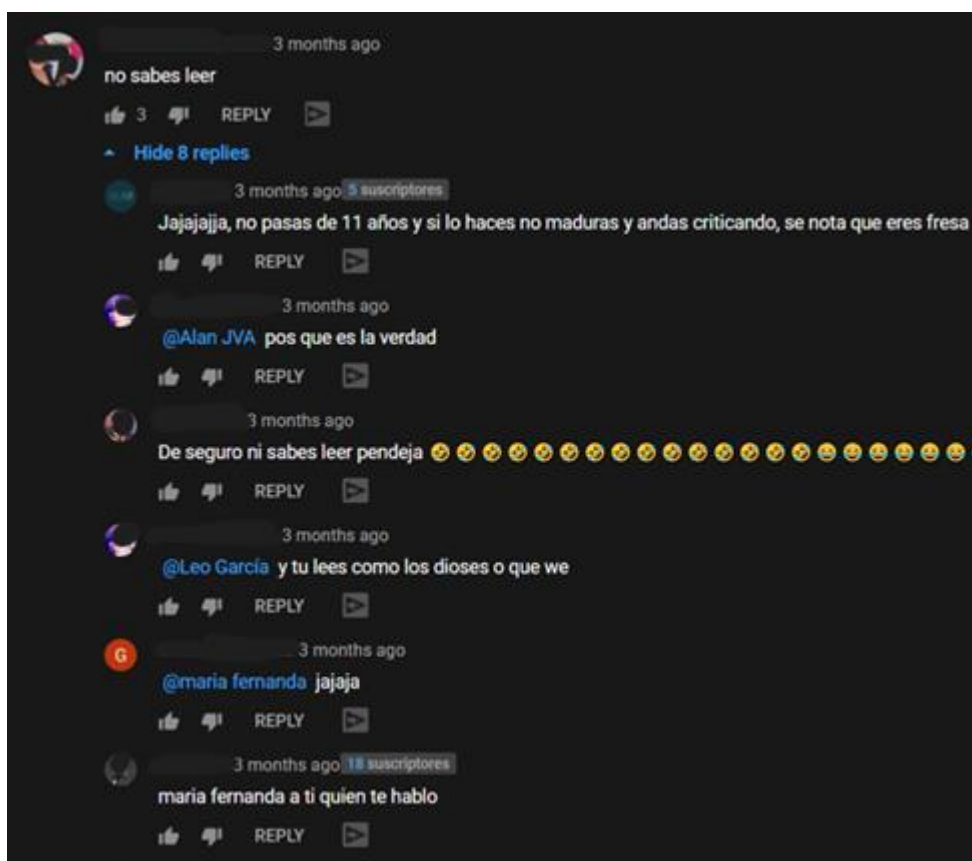 3 months ago
no sabes leer
3 REPLY
Hide 8 replies
3 months ago 5 suscriptores
Jajajajja, no pasas de 11 años y si lo haces no maduras y andas criticando, se nota que eres fresa
REPLY
3 months ago
@Alan JVA pos que es la verdad
REPLY
3 months ago
De seguro ni sabes leer pendeja 🤣🤣🤣🤣🤣🤣🤣🤣🤣🤣🤣🤣🤣🤣🤣😂😂😂😂😂😂
REPLY
3 months ago
@Leo García y tu lees como los dioses o que we
REPLY
G 3 months ago
@maria fernanda jajaja
REPLY
3 months ago 18 suscriptores
maria fernanda a ti quien te hablo
REPLY